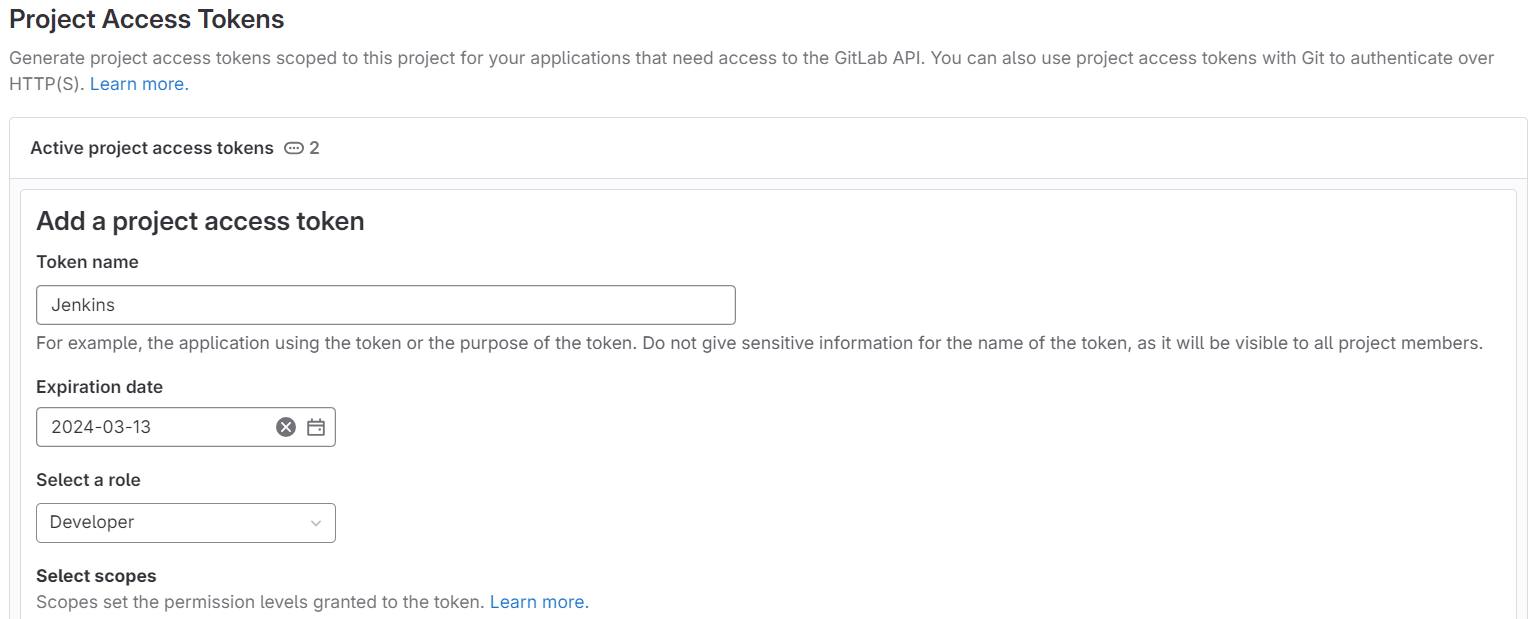 Project Access Tokens
Generate project access tokens scoped to this project for your applications that need access to the GitLab API. You can also use project access tokens with Git to authenticate over
HTTP(S). Learn more.
Active project access tokens 2
Add a project access token
Token name
Jenkins
For example, the application using the token or the purpose of the token. Do not give sensitive information for the name of the token, as it will be visible to all project members.
Expiration date
2024-03-13
Select a role
Developer
Select scopes
Scopes set the permission levels granted to the token. Learn more.